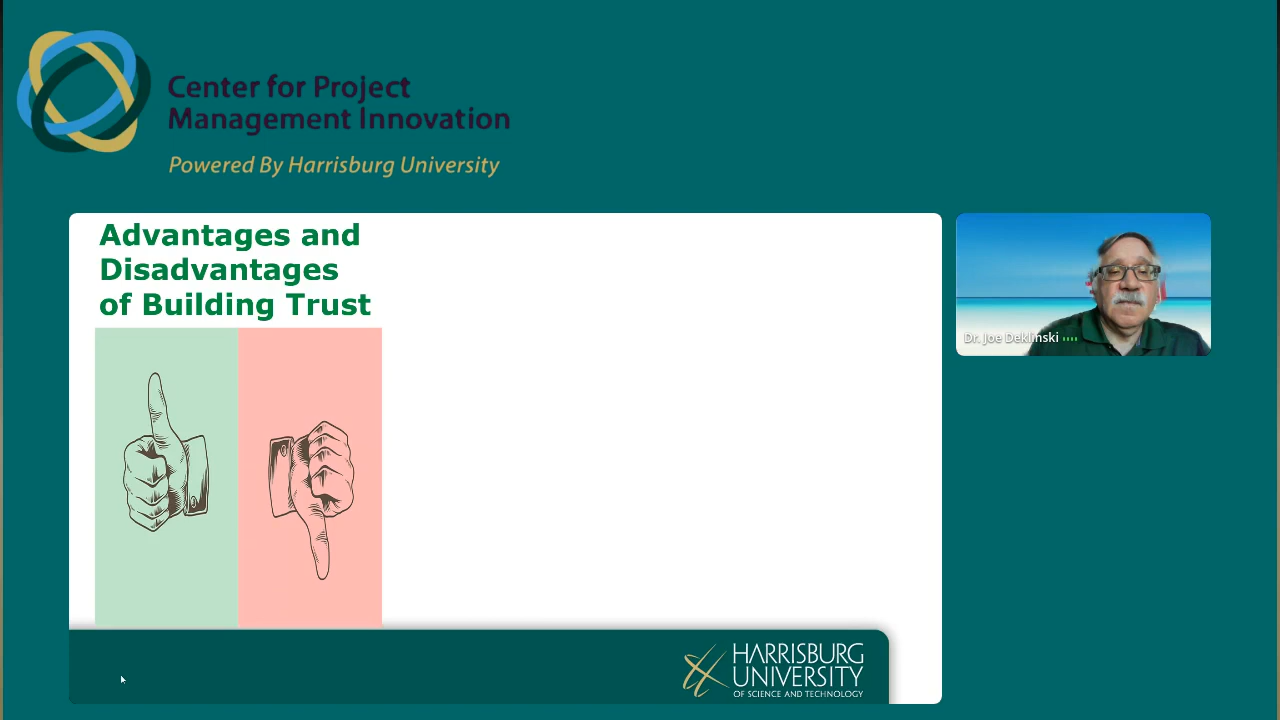 Center for Project
Management Innovation
Powered By Harrisburg University
Advantages and
Disadvantages
of Building Trust
Dr. Joe Deklinski
HARRISBURG
UNIVERSITY
OF SCIENCE AND TECHNOLOGY